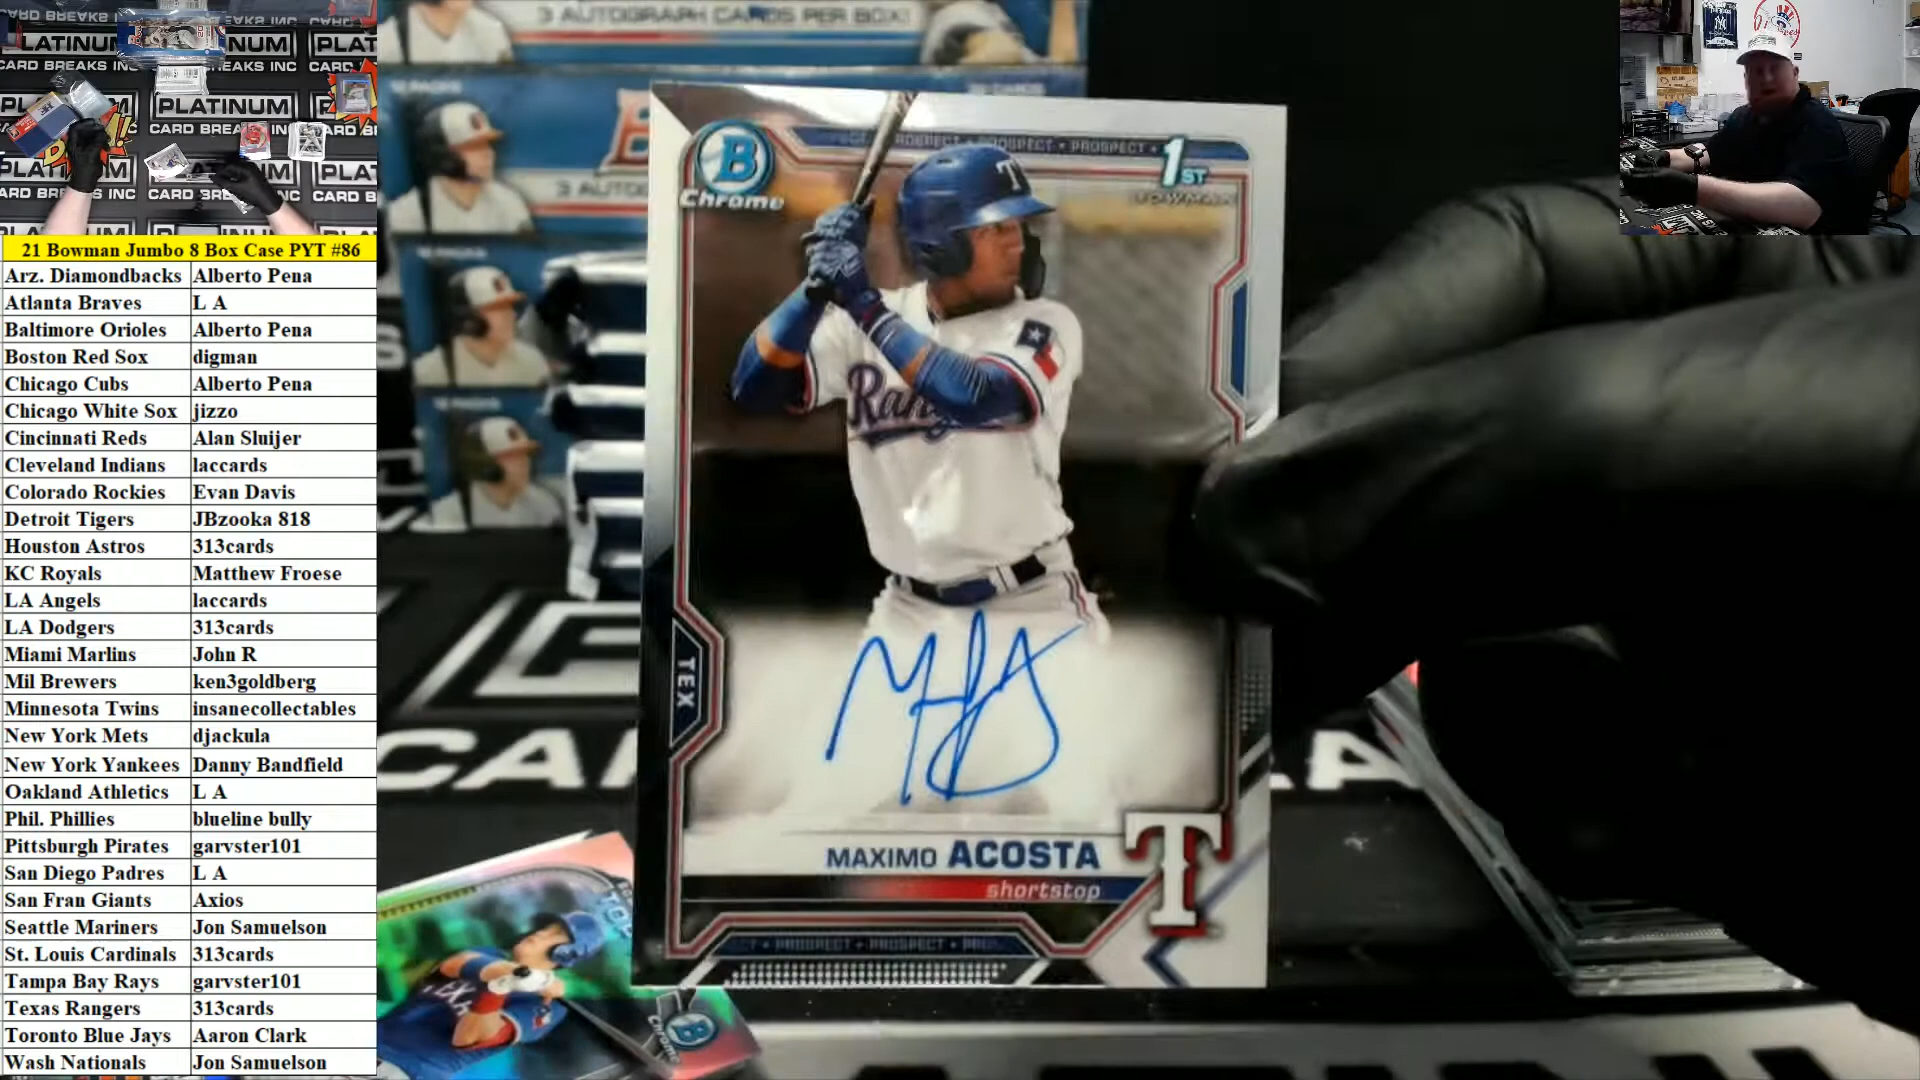 21 Bowman Jumbo 8 Box Case PYT #86
Arz. Diamondbacks Alberto Pena
Atlanta Braves L A
Baltimore Orioles Alberto Pena
Boston Red Sox digman
Chicago Cubs Alberto Pena
Chicago White Sox jizzo
Cincinnati Reds Alan Sluijer
Cleveland Indians laccards
Colorado Rockies Evan Davis
Detroit Tigers JBzooka 818
Houston Astros 313cards
KC Royals Matthew Froese
LA Angels laccards
LA Dodgers 313cards
Miami Marlins John R
Mil Brewers ken3goldberg
Minnesota Twins insanecollectables
New York Mets djackula
New York Yankees Danny Bandfield
Oakland Athletics L A
Phil. Phillies blueline bully
Pittsburgh Pirates garvster101
San Diego Padres L A
San Fran Giants Axios
Seattle Mariners Jon Samuelson
St. Louis Cardinals 313cards
Tampa Bay Rays garvster101
Texas Rangers 313cards
Toronto Blue Jays Aaron Clark
Wash Nationals Jon Samuelson
PLATINUM
CARD BREAKS INC
3 AUTOGRAPH CARDS PER BOX
B
Chrome
PROSPECT • PROSPECT •
1ST
BOWMAN
T
TEX
MAXIMO ACOSTA
shortstop
T
PROSPECT • PROSPECT
B
Chrome